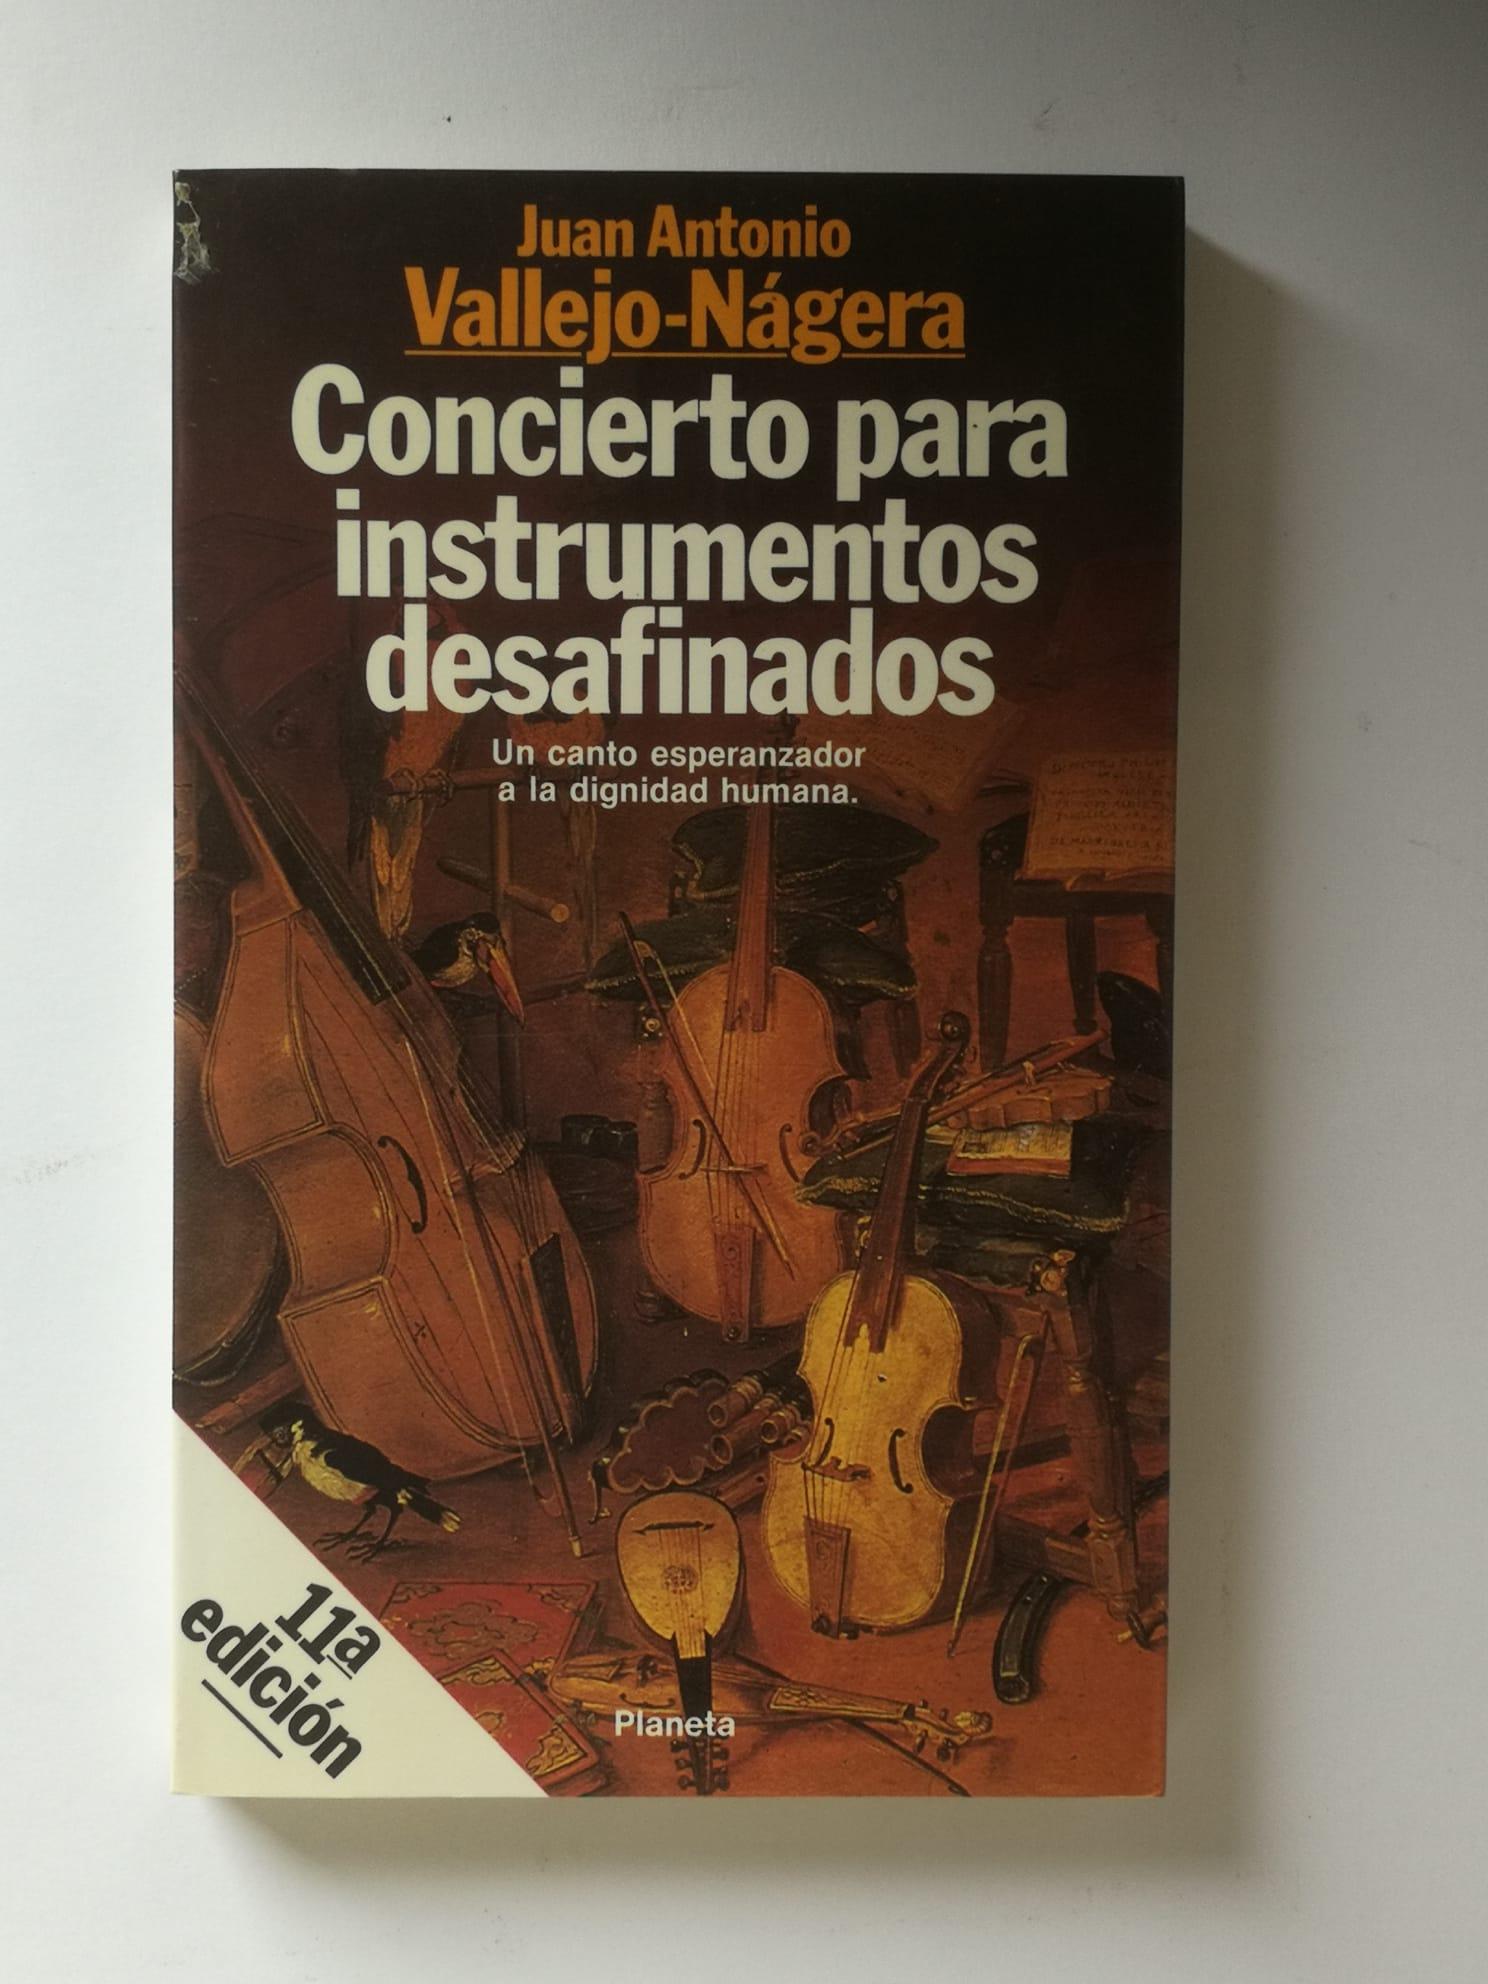 Juan Antonio
Vallejo-Nágera
Concierto para
instrumentos
desafinados
Un canto esperanzador
a la dignidad humana.
11ª
edición
Planeta